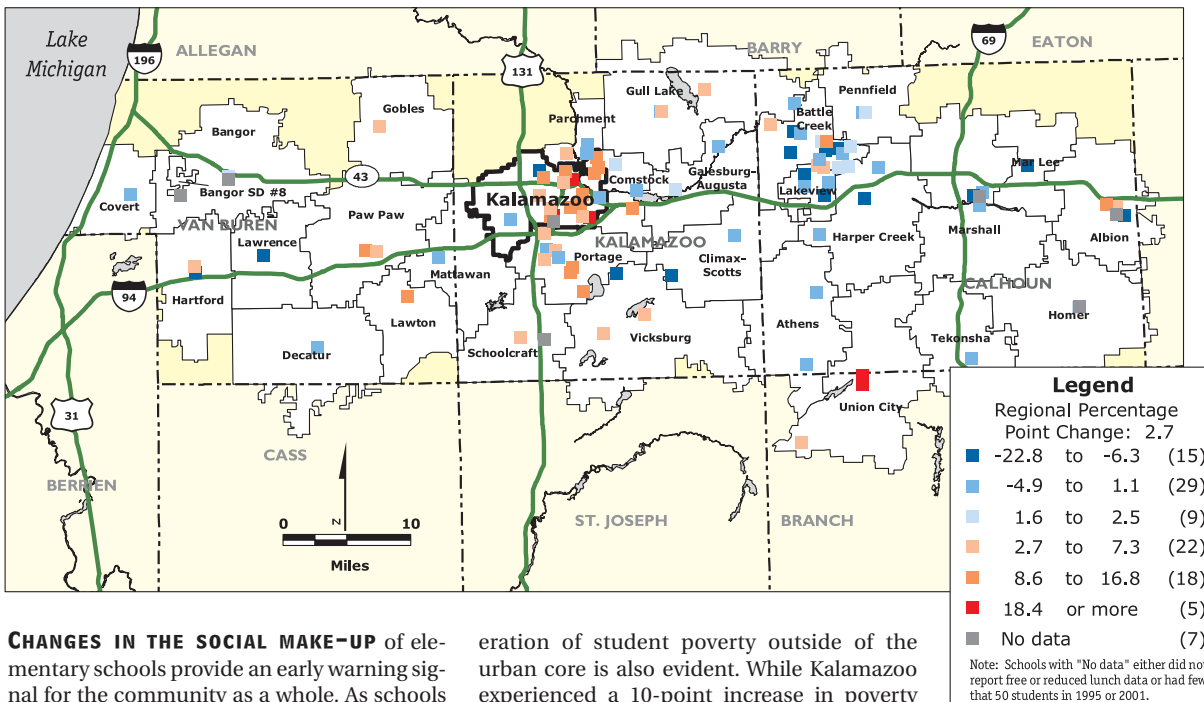 Lake
Michigan
196
ALLEGAN
131
BARRY
69
EATON
Gobles
Gull Lake
Pennfield
Parchment
Battle
Creek
Bangor
Mar Lee
43
Comstock
Galesburg-
Augusta
Bangor SD #8
Lakeview
Covert
Kalamazoo
VAN BUREN
Paw Paw
Lawrence
KALAMAZOO
Harper Creek
Marshall
Albion
Portage
Climax-
Scotts
Mattawan
CALHOUN
94
Hartford
Lawton
Homer
Athens
Vicksburg
Schoolcraft
Tekonsha
Decatur
31
Union City
CASS
BERRIEN
ST. JOSEPH
BRANCH
0 N 10
Miles
Legend
Regional Percentage
Point Change: 2.7
-22.8 to -6.3 (15)
-4.9 to 1.1 (29)
1.6 to 2.5 (9)
2.7 to 7.3 (22)
8.6 to 16.8 (18)
18.4 or more (5)
No data (7)
Note: Schools with "No data" either did not
report free or reduced lunch data or had few
that 50 students in 1995 or 2001.
CHANGES IN THE SOCIAL MAKE-UP of ele-
mentary schools provide an early warning sig-
nal for the community as a whole. As schools
eration of student poverty outside of the
urban core is also evident. While Kalamazoo
experienced a 10-point increase in poverty